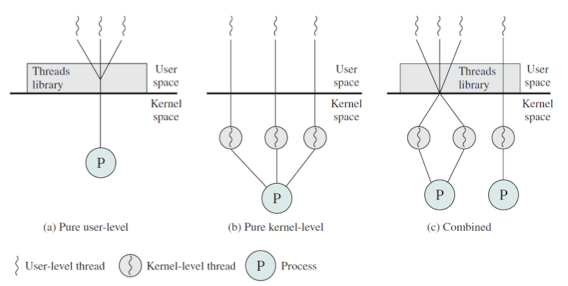 Threads
library
User
space
Kernel
space
P
(a) Pure user-level
User
space
Kernel
space
P
(b) Pure kernel-level
Threads
library
User
space
Kernel
space
P
P
(c) Combined
User-level thread
Kernel-level thread
P
Process